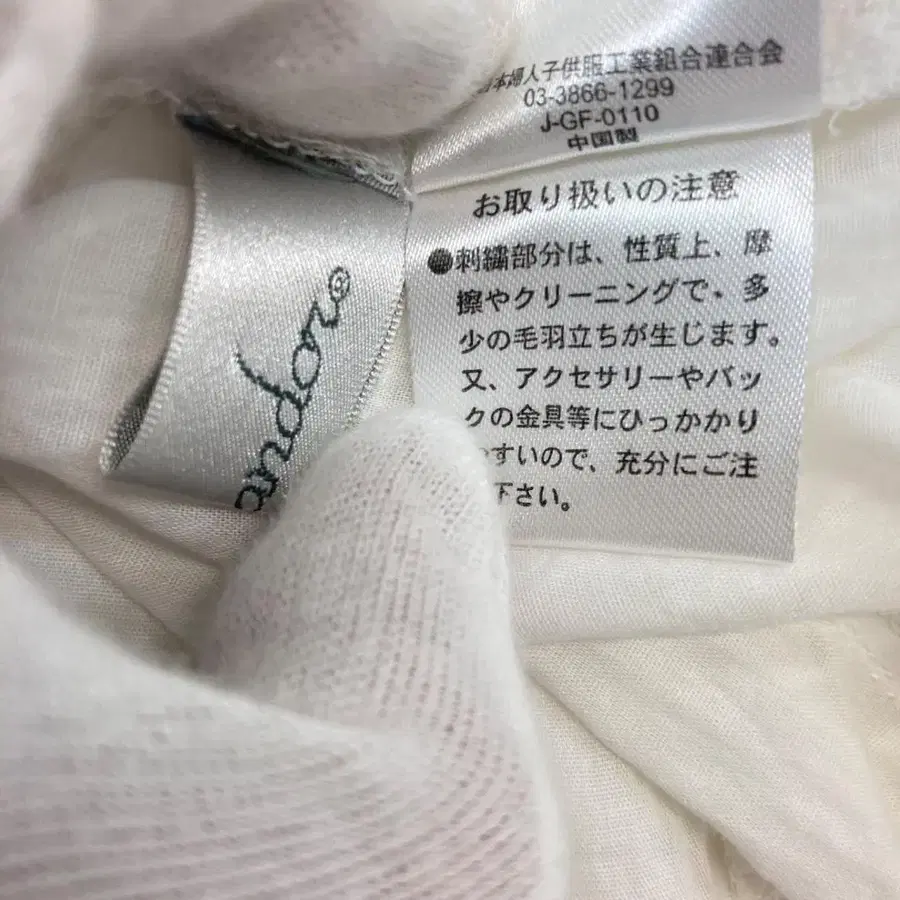 本婦人子供服工業組合連合会
03-3866-1299
J-GF-0110
中国製
お取り扱いの注意
●刺繍部分は、性質上、摩
擦やクリーニングで、多
少の毛羽立ちが生じます。
又、アクセサリーやバッ
クの金具等にひっかかり
すいので、充分にご注
下さい。